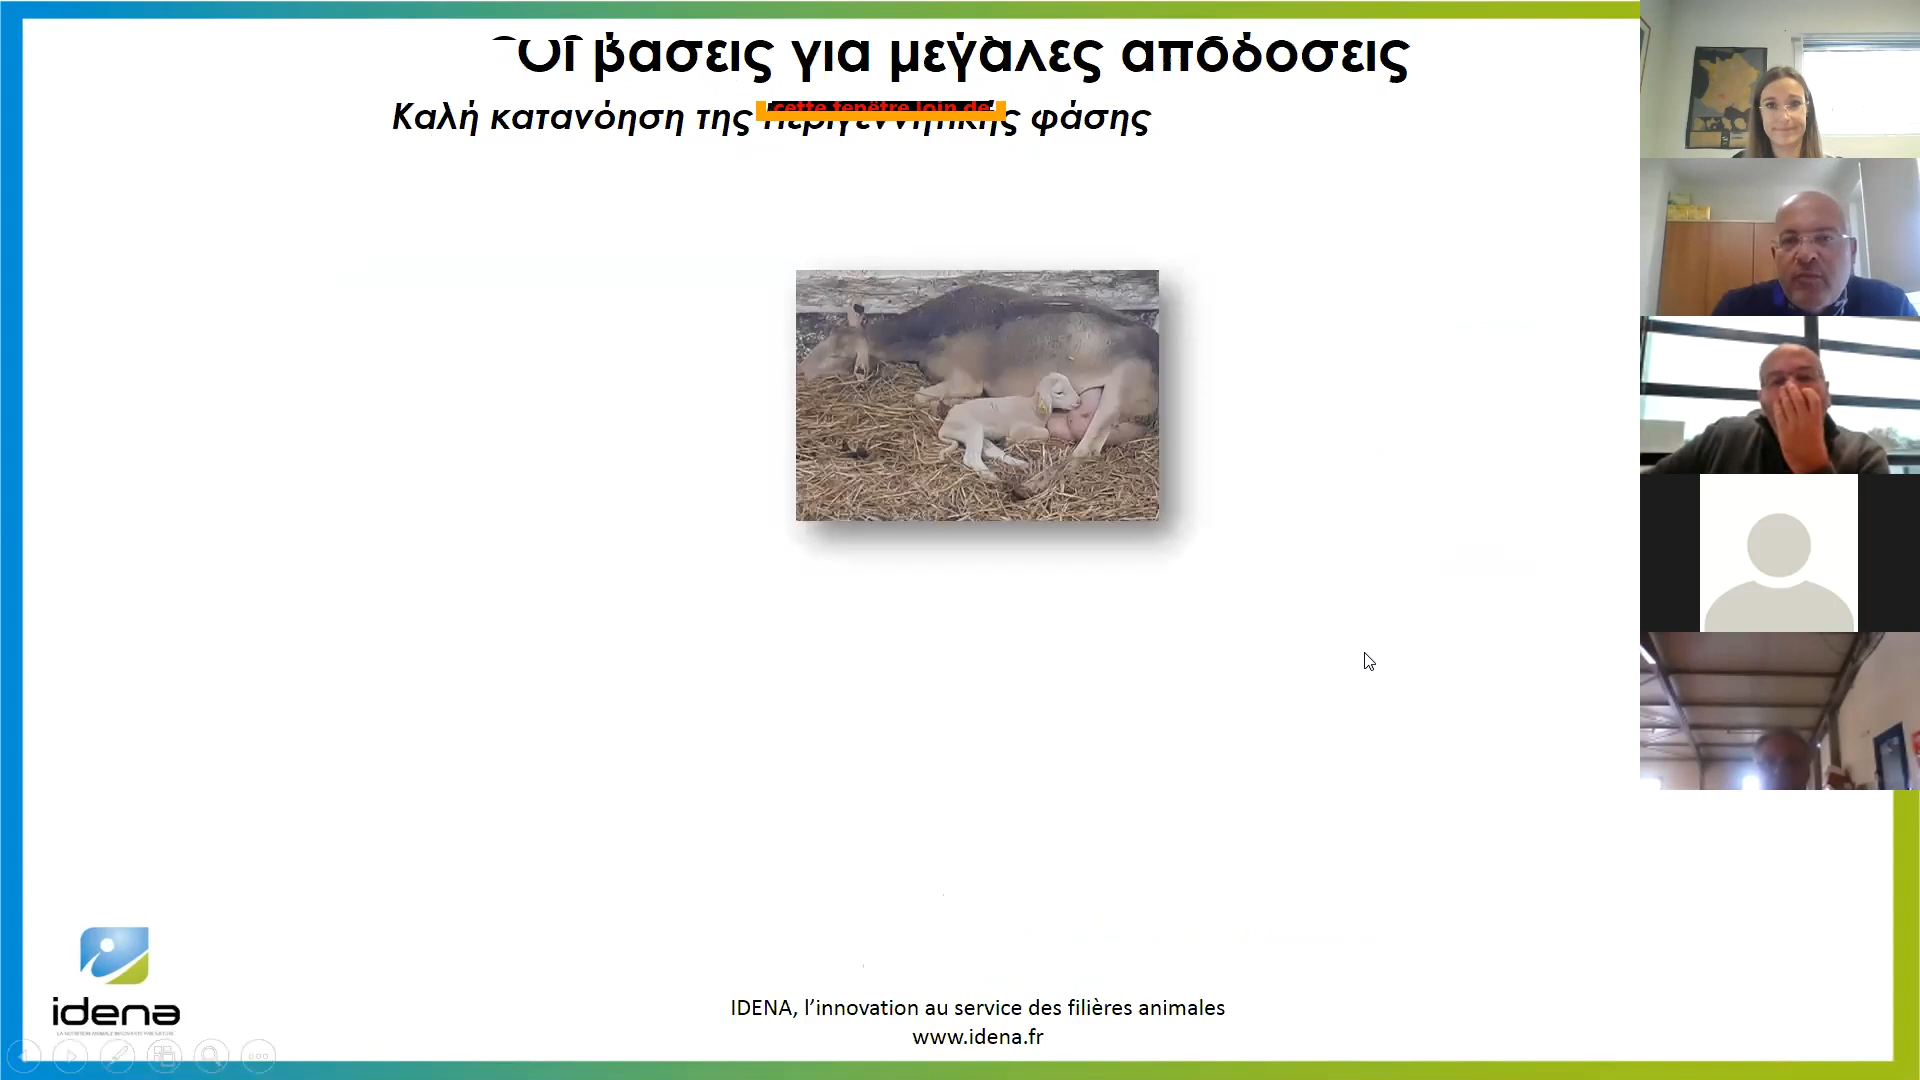 Οι βάσεις για μεγάλες αποδόσεις
Καλή κατανόηση της περιγεννητικής φάσης
cette fenêtre loin de
idena
IDENA, l’innovation au service des filières animales
www.idena.fr